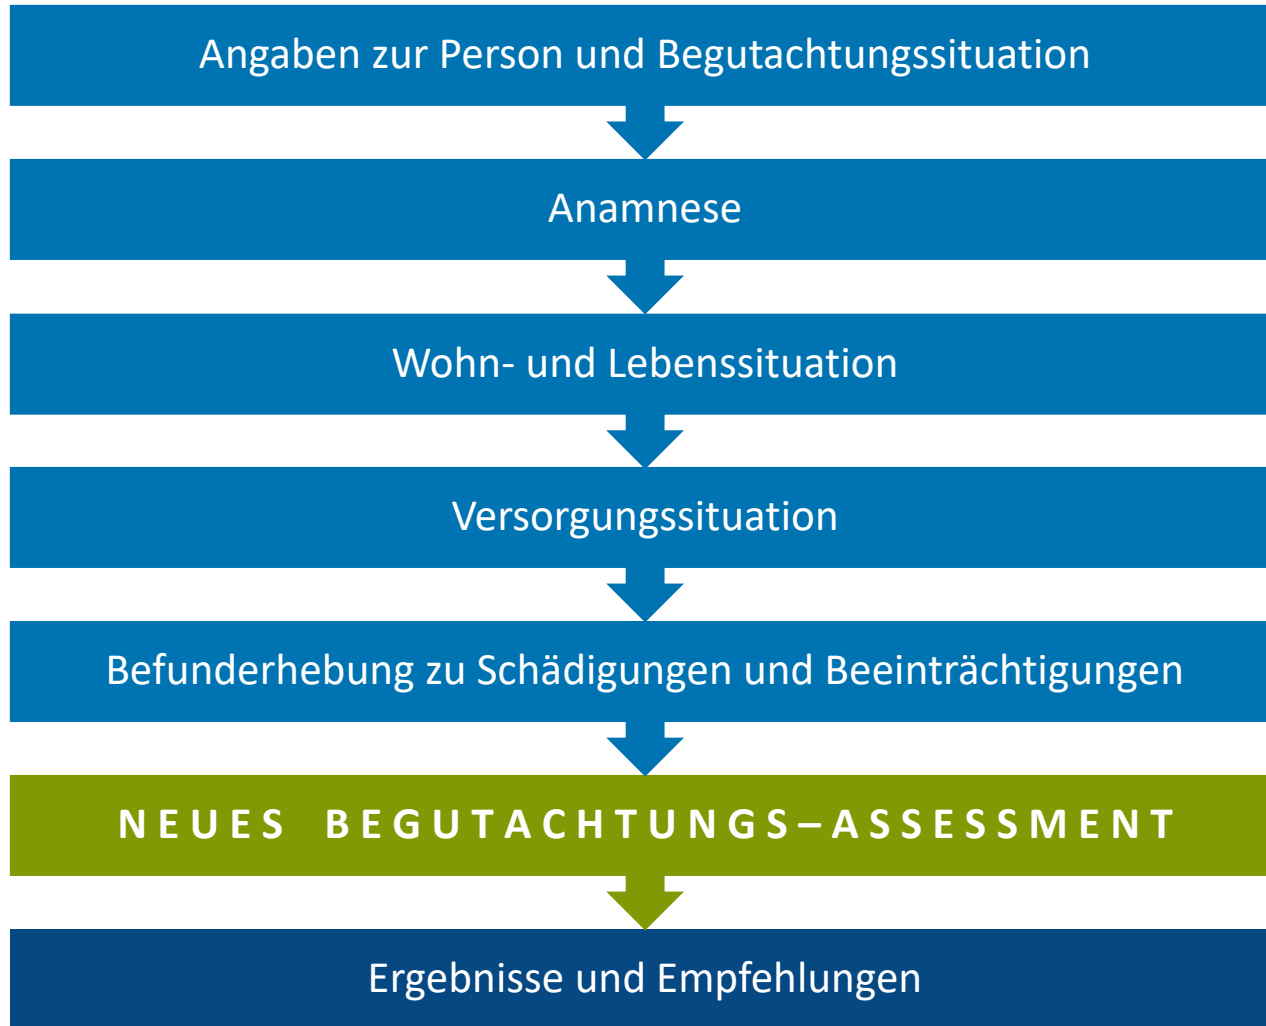 Angaben zur Person und Begutachtungssituation
Anamnese
Wohn- und Lebenssituation
Versorgungssituation
Befunderhebung zu Schädigungen und Beeinträchtigungen
NEUES BEGUTACHTUNGS–ASSESSMENT
Ergebnisse und Empfehlungen